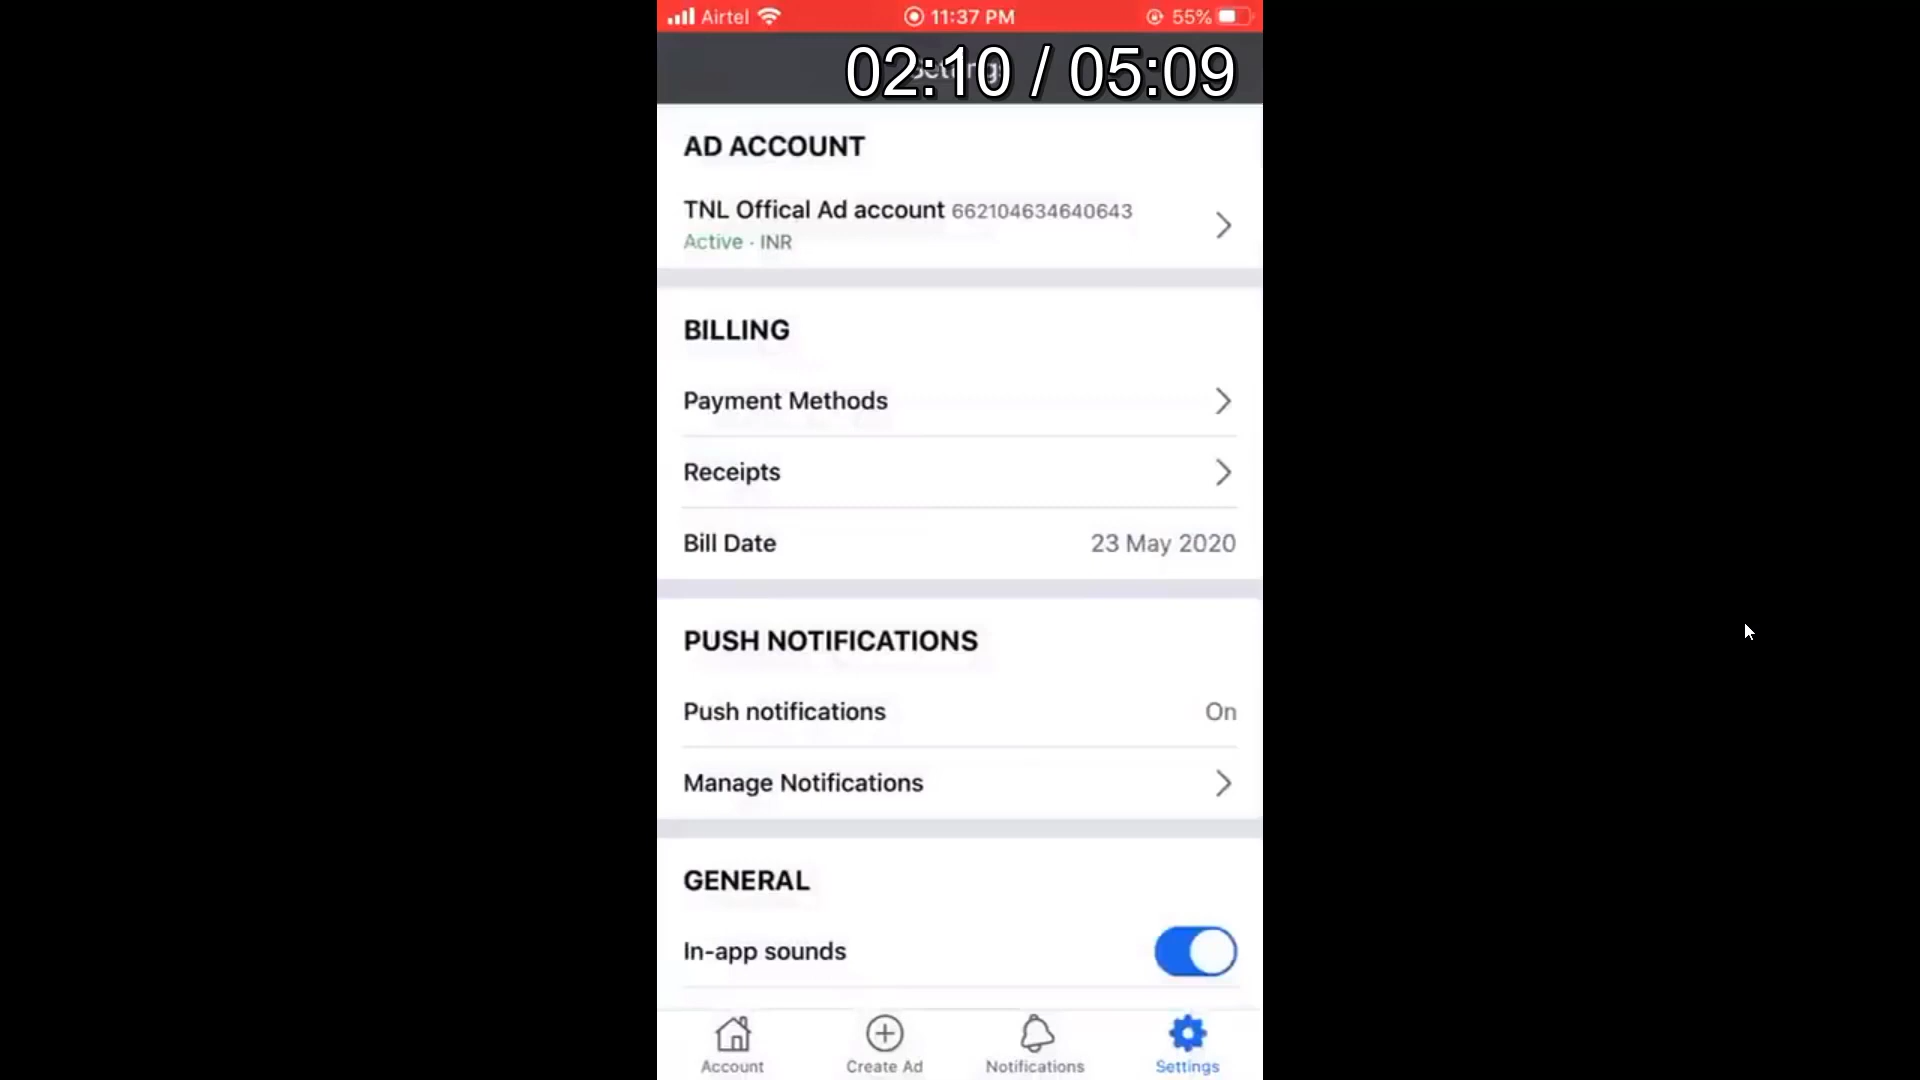 Airtel 11:37 PM 55%
Settings
02:10 / 05:09
AD ACCOUNT
TNL Offical Ad account 662104634640643
Active · INR
BILLING
Payment Methods
Receipts
Bill Date 23 May 2020
PUSH NOTIFICATIONS
Push notifications On
Manage Notifications
GENERAL
In-app sounds
Account Create Ad Notifications Settings